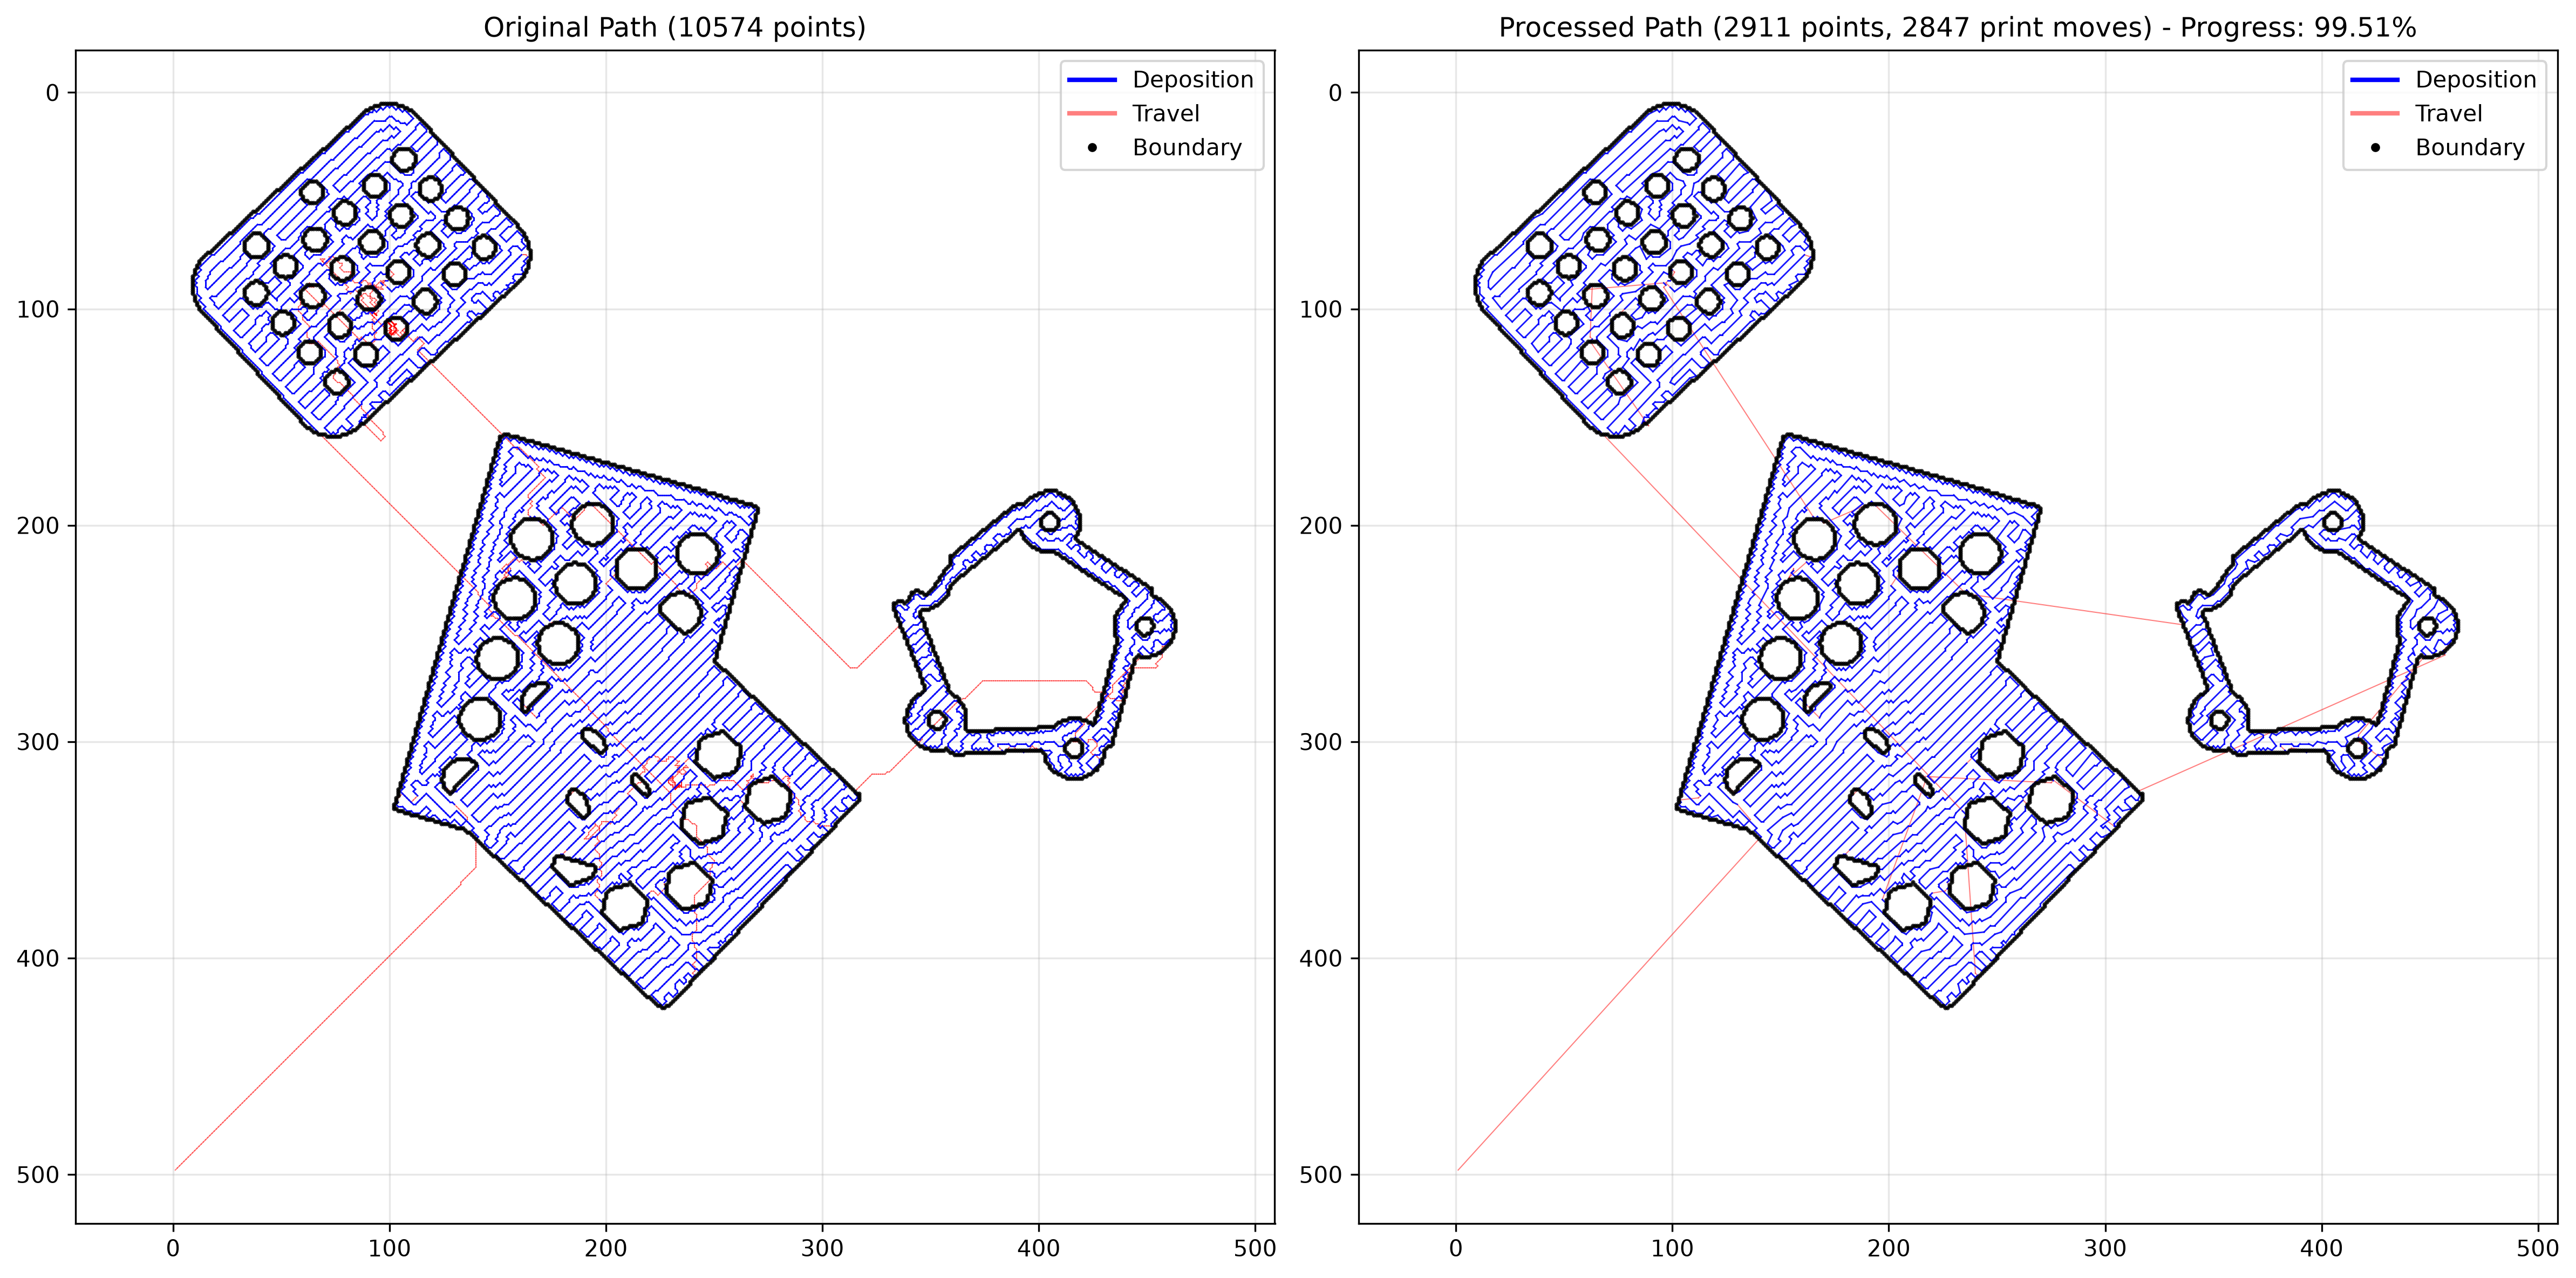 Original Path (10574 points)
Deposition
Travel
Boundary
0
100
200
300
400
500
0 100 200 300 400 500
Processed Path (2911 points, 2847 print moves) - Progress: 99.51%
Deposition
Travel
Boundary
0
100
200
300
400
500
0 100 200 300 400 500